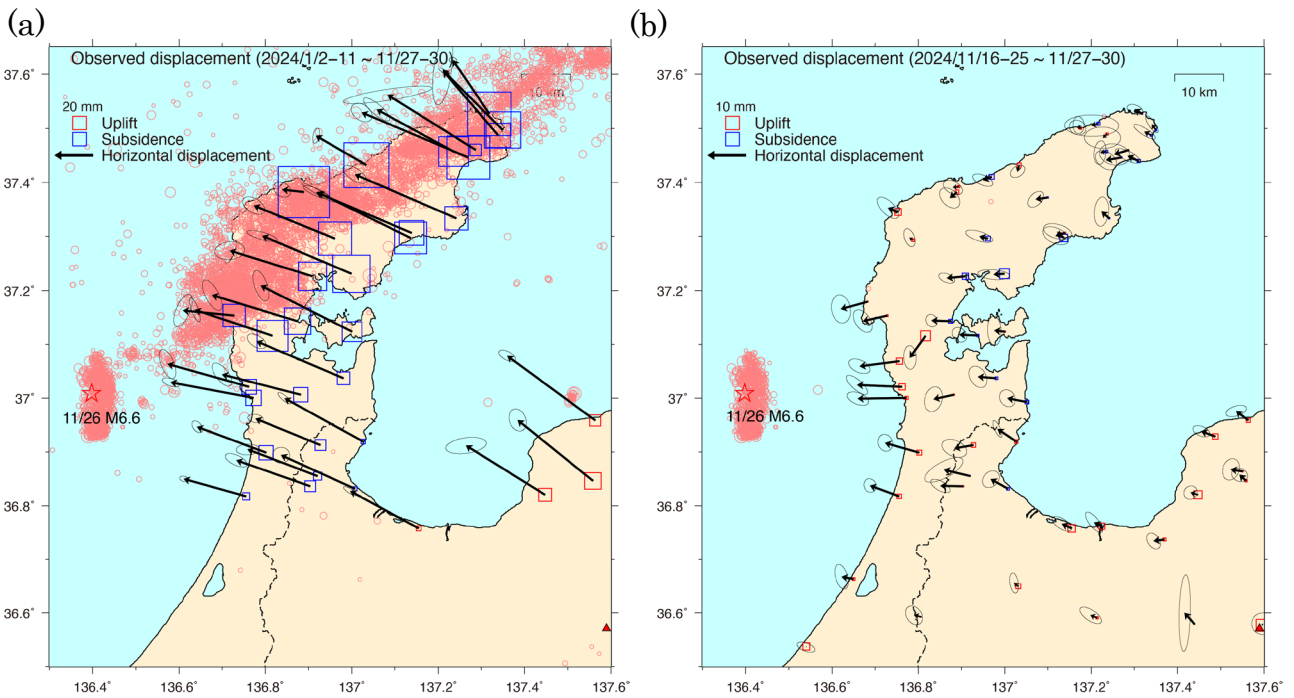 (a)
Observed displacement (2024/1/2−11 ~ 11/27−30)
10 km
20 mm
Uplift
Subsidence
Horizontal displacement
11/26 M6.6
37.6˚
37.4˚
37.2˚
37˚
36.8˚
36.6˚
136.4˚ 136.6˚ 136.8˚ 137˚ 137.2˚ 137.4˚ 137.6˚
(b)
Observed displacement (2024/11/16−25 ~ 11/27−30)
10 km
10 mm
Uplift
Subsidence
Horizontal displacement
11/26 M6.6
37.6˚
37.4˚
37.2˚
37˚
36.8˚
36.6˚
136.4˚ 136.6˚ 136.8˚ 137˚ 137.2˚ 137.4˚ 137.6˚